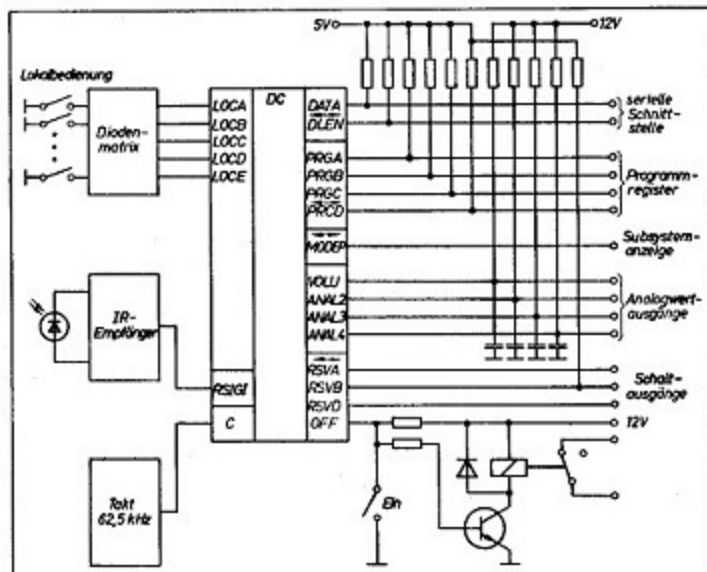 5V
12V
Lokalbedienung
Dioden-
matrix
LOCA
LOCB
LOCC
LOCD
LOCE
DC
DATA
DLEN
PRGA
PRGB
PRGC
PRCD
MODEP
VOLU
ANAL2
ANAL3
ANAL4
RSVA
RSVB
RSVD
OFF
RSIGI
C
IR-
Empfänger
Takt
62,5 kHz
Ein
serielle
Schnitt-
stelle
Programm-
register
Subsystem-
anzeige
Analogwert-
ausgänge
Schalt-
ausgänge
12V